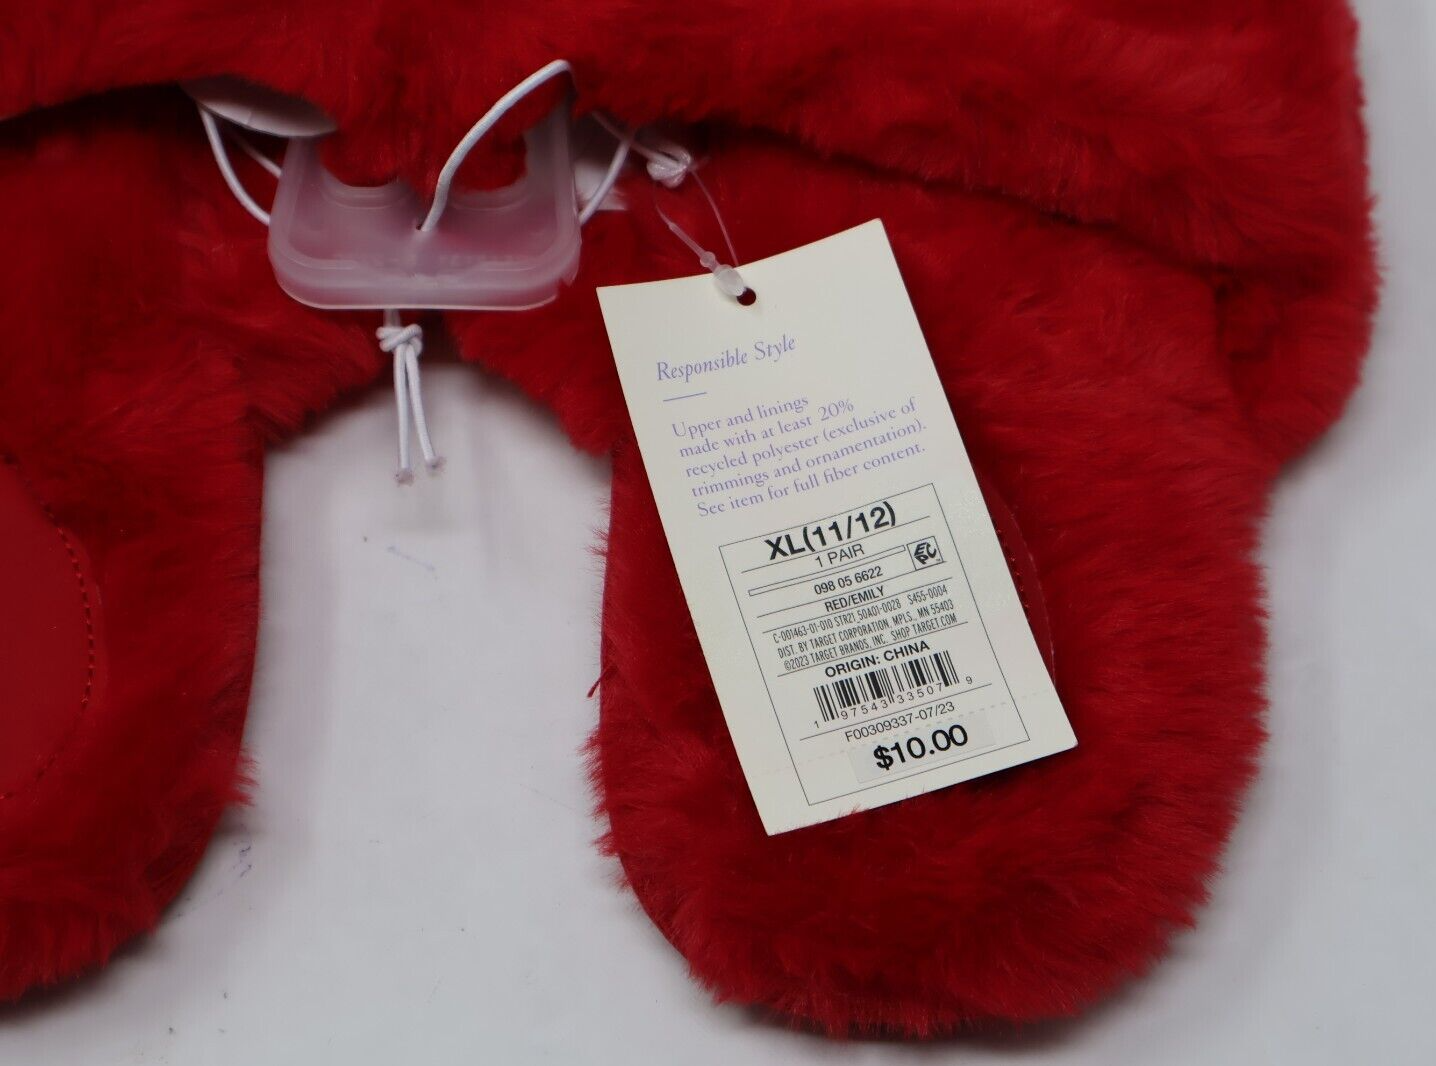 Responsible Style
Upper and linings
made with at least 20%
recycled polyester (exclusive of
trimmings and ornamentation).
See item for full fiber content.
XL(11/12)
1 PAIR
098 05 6622
RED/EMILY
C-001463-01-010 STR21_50A01-0028 S455-0004
DIST. BY TARGET CORPORATION, MPLS., MN 55403
©2023 TARGET BRANDS, INC. SHOP TARGET.COM
ORIGIN: CHINA
1 97543 33507 9
F00309337-07/23
$10.00